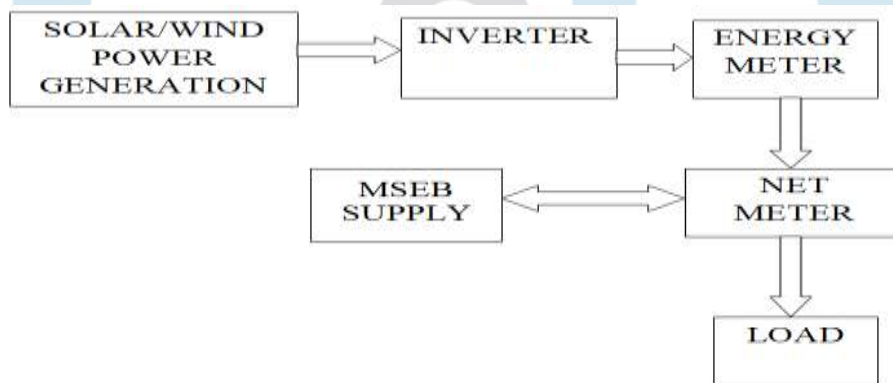 SOLAR/WIND
POWER
GENERATION
INVERTER
ENERGY
METER
MSEB
SUPPLY
NET
METER
LOAD